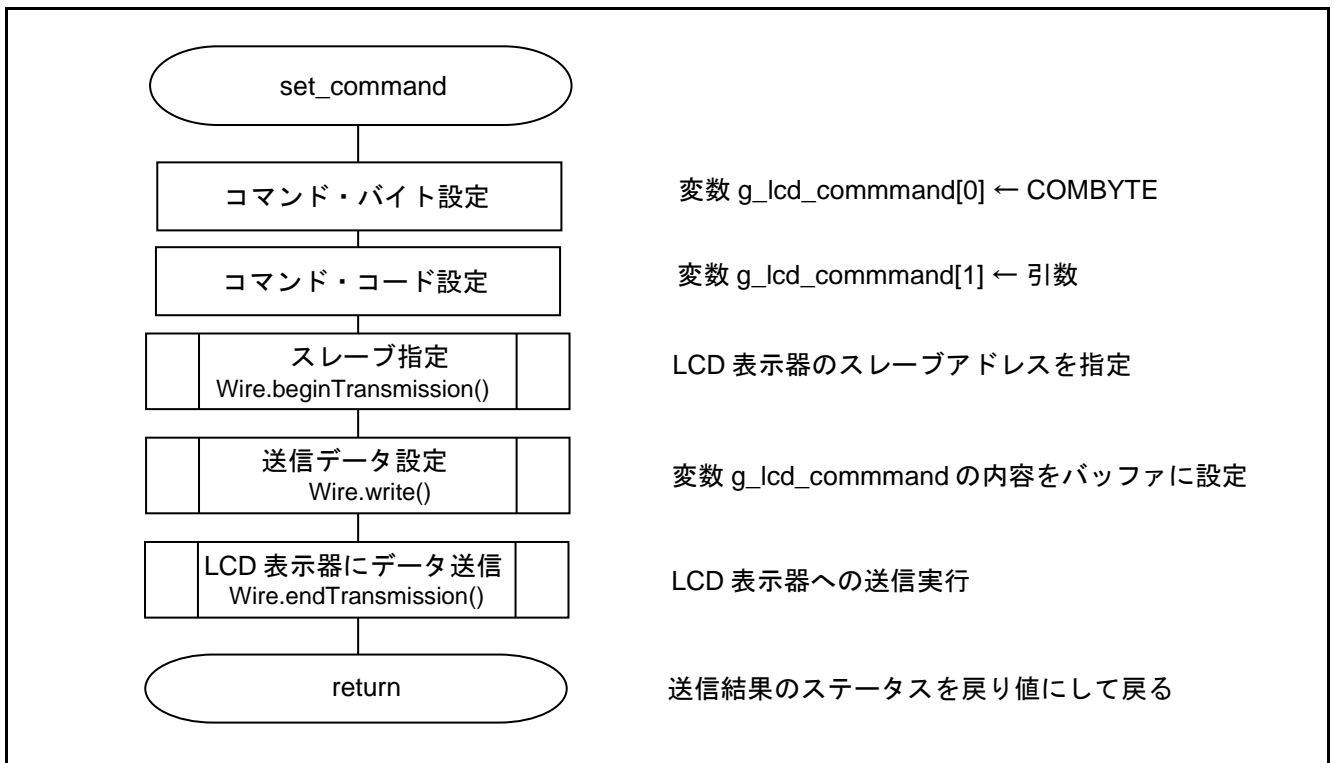 set_command
コマンド・バイト設定
変数 g_lcd_commmand[0] ← COMBYTE
コマンド・コード設定
変数 g_lcd_commmand[1] ← 引数
スレーブ指定
Wire.beginTransmission()
LCD 表示器のスレーブアドレスを指定
送信データ設定
Wire.write()
変数 g_lcd_commmand の内容をバッファに設定
LCD 表示器にデータ送信
Wire.endTransmission()
LCD 表示器への送信実行
return
送信結果のステータスを戻り値にして戻る